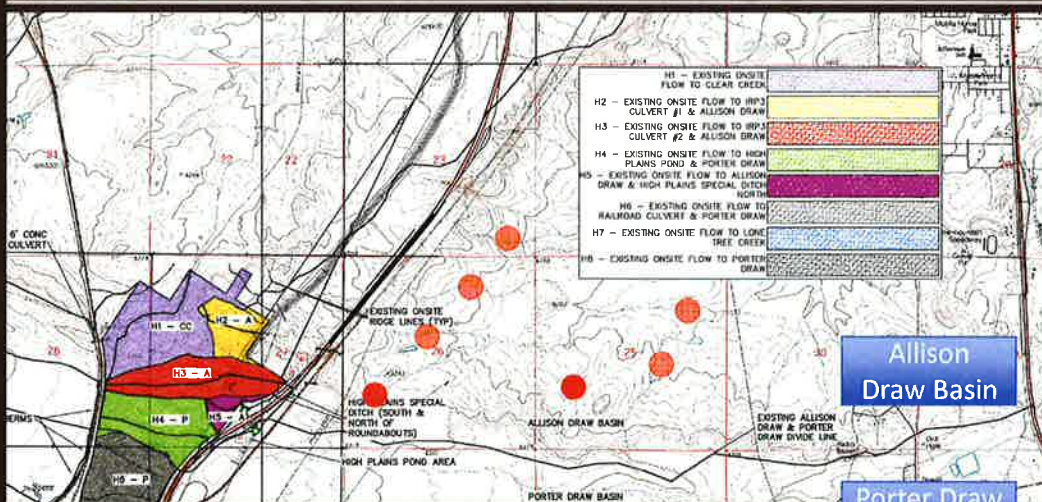 H1 - EXISTING ONSITE
FLOW TO CLEAR CREEK
H2 - EXISTING ONSITE FLOW TO IRP3
CULVERT #1 & ALLISON DRAW
H3 - EXISTING ONSITE FLOW TO IRP3
CULVERT #2 & ALLISON DRAW
H4 - EXISTING ONSITE FLOW TO HIGH
PLAINS POND & PORTER DRAW
H5 - EXISTING ONSITE FLOW TO ALLISON
DRAW & HIGH PLAINS SPECIAL DITCH
NORTH
H6 - EXISTING ONSITE FLOW TO
RAILROAD CULVERT & PORTER DRAW
H7 - EXISTING ONSITE FLOW TO LONE
TREE CREEK
H8 - EXISTING ONSITE FLOW TO PORTER
DRAW
22
6" CONC
CULVERT
EXISTING ONSITE
RIDGE LINES (TYP)
H1 - CC
H2 - A
26
25
30
H3 - A
Allison
Draw Basin
HIGH PLAINS SPECIAL
DITCH (SOUTH &
NORTH OF
ROUNDABOUTS)
H4 - P
H5 - A
BERMS
ALLISON DRAW BASIN
EXISTING ALLISON
DRAW & PORTER
DRAW DIVIDE LINE
HIGH PLAINS POND AREA
H6 - P
PORTER DRAW BASIN
Porter Draw